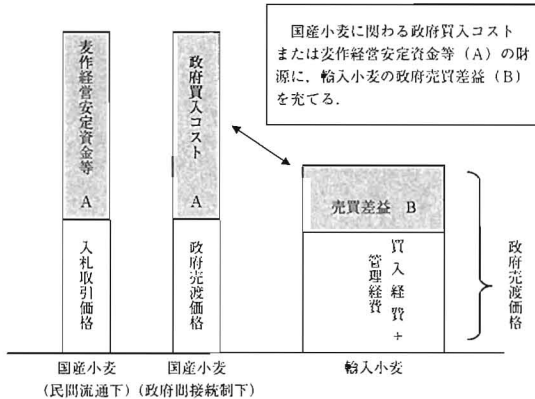 国産小麦に関わる政府買入コスト
または麦作経営安定資金等（A）の財
源に，輸入小麦の政府売買差益（B）
を充てる．
麦作経営安定資金等　A
政府買入コスト　A
売買差益　B
入札取引価格
政府売渡価格
買入経費＋
管理経費
政府売渡価格
国産小麦
（民間流通下）
国産小麦
（政府間接統制下）
輸入小麦